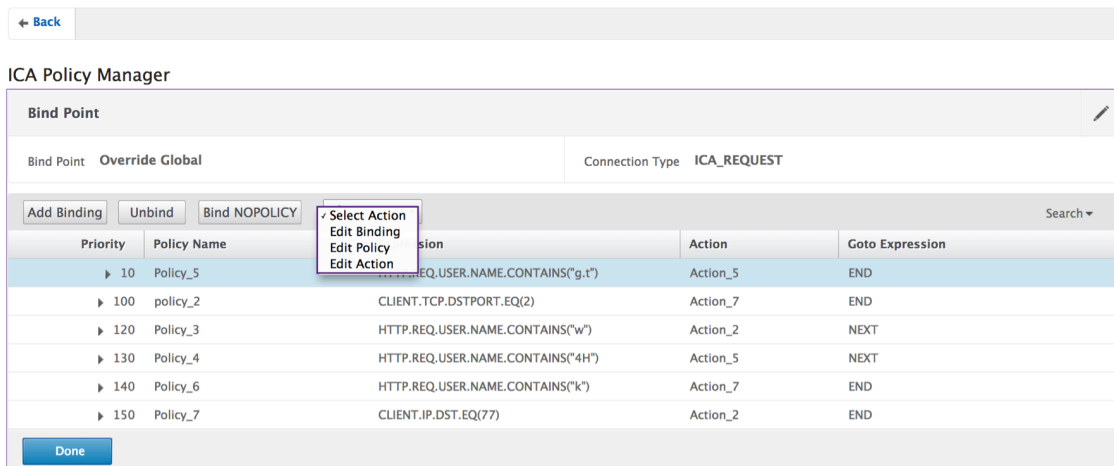 Back
ICA Policy Manager
Bind Point
Bind Point Override Global Connection Type ICA_REQUEST
Add Binding Unbind Bind NOPOLICY Search
✓ Select Action
Edit Binding
Edit Policy
Edit Action
Priority Policy Name Action Goto Expression
10 Policy_5 HTTP.REQ.USER.NAME.CONTAINS("g.t") Action_5 END
100 policy_2 CLIENT.TCP.DSTPORT.EQ(2) Action_7 END
120 Policy_3 HTTP.REQ.USER.NAME.CONTAINS("w") Action_2 NEXT
130 Policy_4 HTTP.REQ.USER.NAME.CONTAINS("4H") Action_5 NEXT
140 Policy_6 HTTP.REQ.USER.NAME.CONTAINS("k") Action_7 END
150 Policy_7 CLIENT.IP.DST.EQ(77) Action_2 END
Done